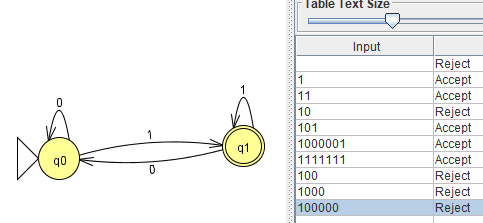 0
1
1
q0
q1
0
Table Text Size
Input
Reject
1 Accept
11 Accept
10 Reject
101 Accept
1000001 Accept
1111111 Accept
100 Reject
1000 Reject
100000 Reject